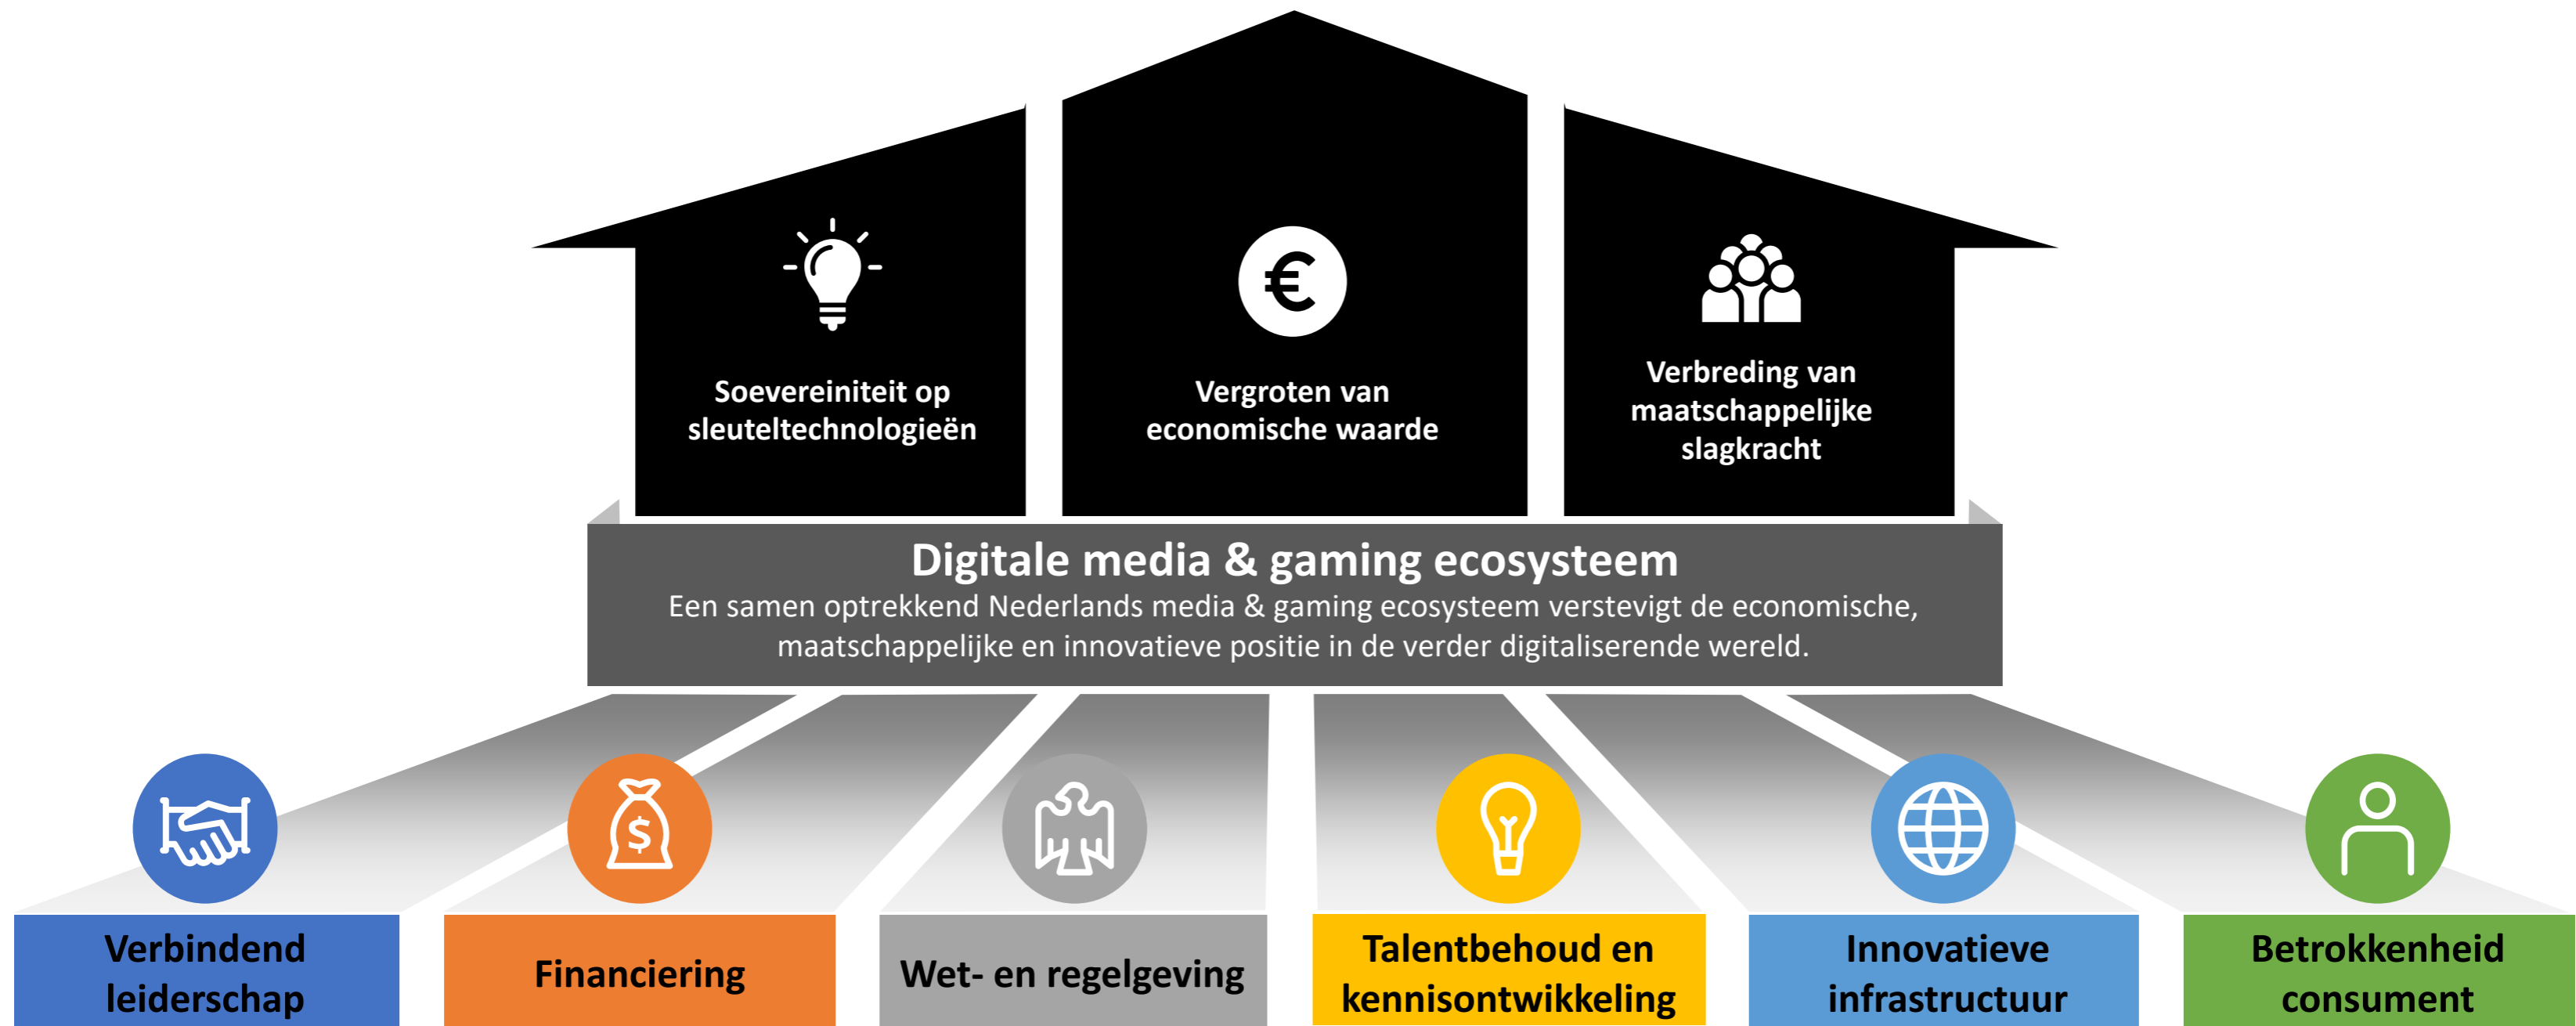 Soevereiniteit op
sleuteltechnologieën
€
Vergroten van
economische waarde
Verbreding van
maatschappelijke
slagkracht
Digitale media & gaming ecosysteem
Een samen optrekkend Nederlands media & gaming ecosysteem verstevigt de economische,
maatschappelijke en innovatieve positie in de verder digitaliserende wereld.
Verbindend
leiderschap
$
Financiering
Wet- en regelgeving
Talentbehoud en
kennisontwikkeling
Innovatieve
infrastructuur
Betrokkenheid
consument